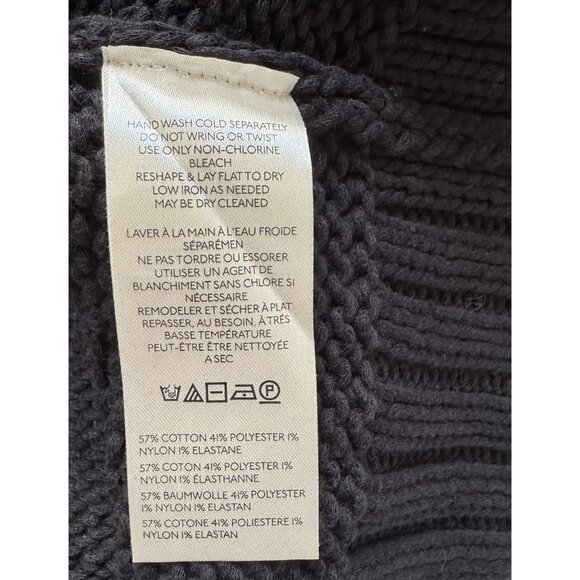 HAND WASH COLD SEPARATELY
DO NOT WRING OR TWIST
USE ONLY NON-CHLORINE
BLEACH
RESHAPE & LAY FLAT TO DRY
LOW IRON AS NEEDED
MAY BE DRY CLEANED
LAVER À LA MAIN À L'EAU FROIDE
SÉPARÉMEN
NE PAS TORDRE OU ESSORER
UTILISER UN AGENT DE
BLANCHIMENT SANS CHLORE SI
NÉCESSAIRE
REMODELER ET SÉCHER À PLAT
REPASSER, AU BESOIN, À TRÉS
BASSE TEMPÉRATURE
PEUT-ÊTRE ÊTRE NETTOYÉE
A SEC
P
57% COTTON 41% POLYESTER 1%
NYLON 1% ELASTANE
57% COTON 41% POLYESTER 1%
NYLON 1% ÉLASTHANNE
57% BAUMWOLLE 41% POLYESTER
1% NYLON 1% ELASTAN
57% COTONE 41% POLIESTERE 1%
NYLON 1% ELASTAN